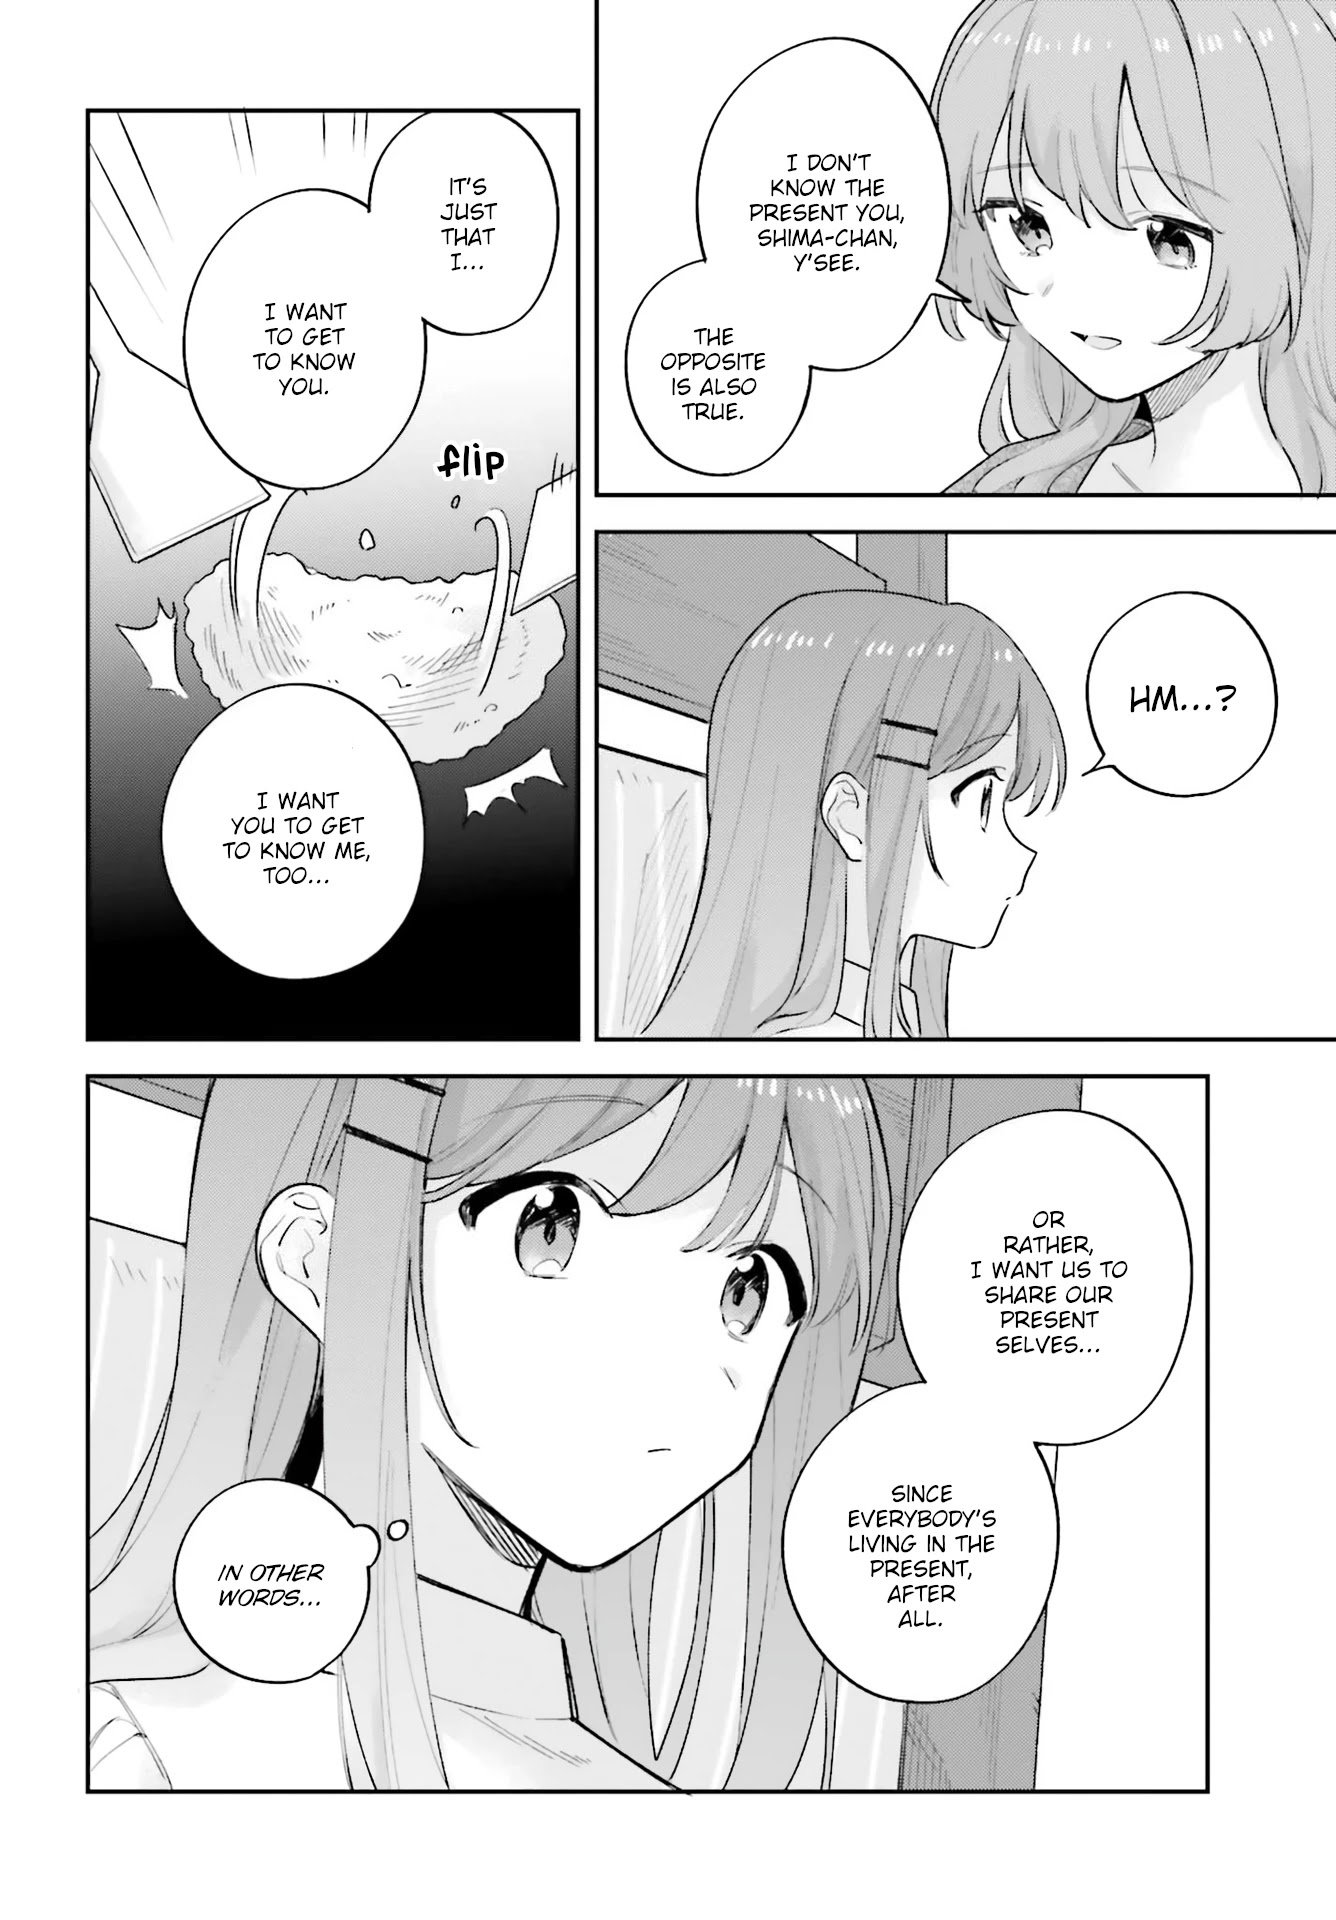 I DON'T
KNOW THE
PRESENT YOU,
SHIMA-CHAN,
Y'SEE.
THE
OPPOSITE
IS ALSO
TRUE.
HM...?
IT'S
JUST
THAT
I...
I WANT
TO GET
TO KNOW
YOU.
flip
I WANT
YOU TO GET
TO KNOW ME,
TOO...
OR
RATHER,
I WANT US TO
SHARE OUR
PRESENT
SELVES...
SINCE
EVERYBODY'S
LIVING IN THE
PRESENT,
AFTER
ALL.
IN OTHER
WORDS...